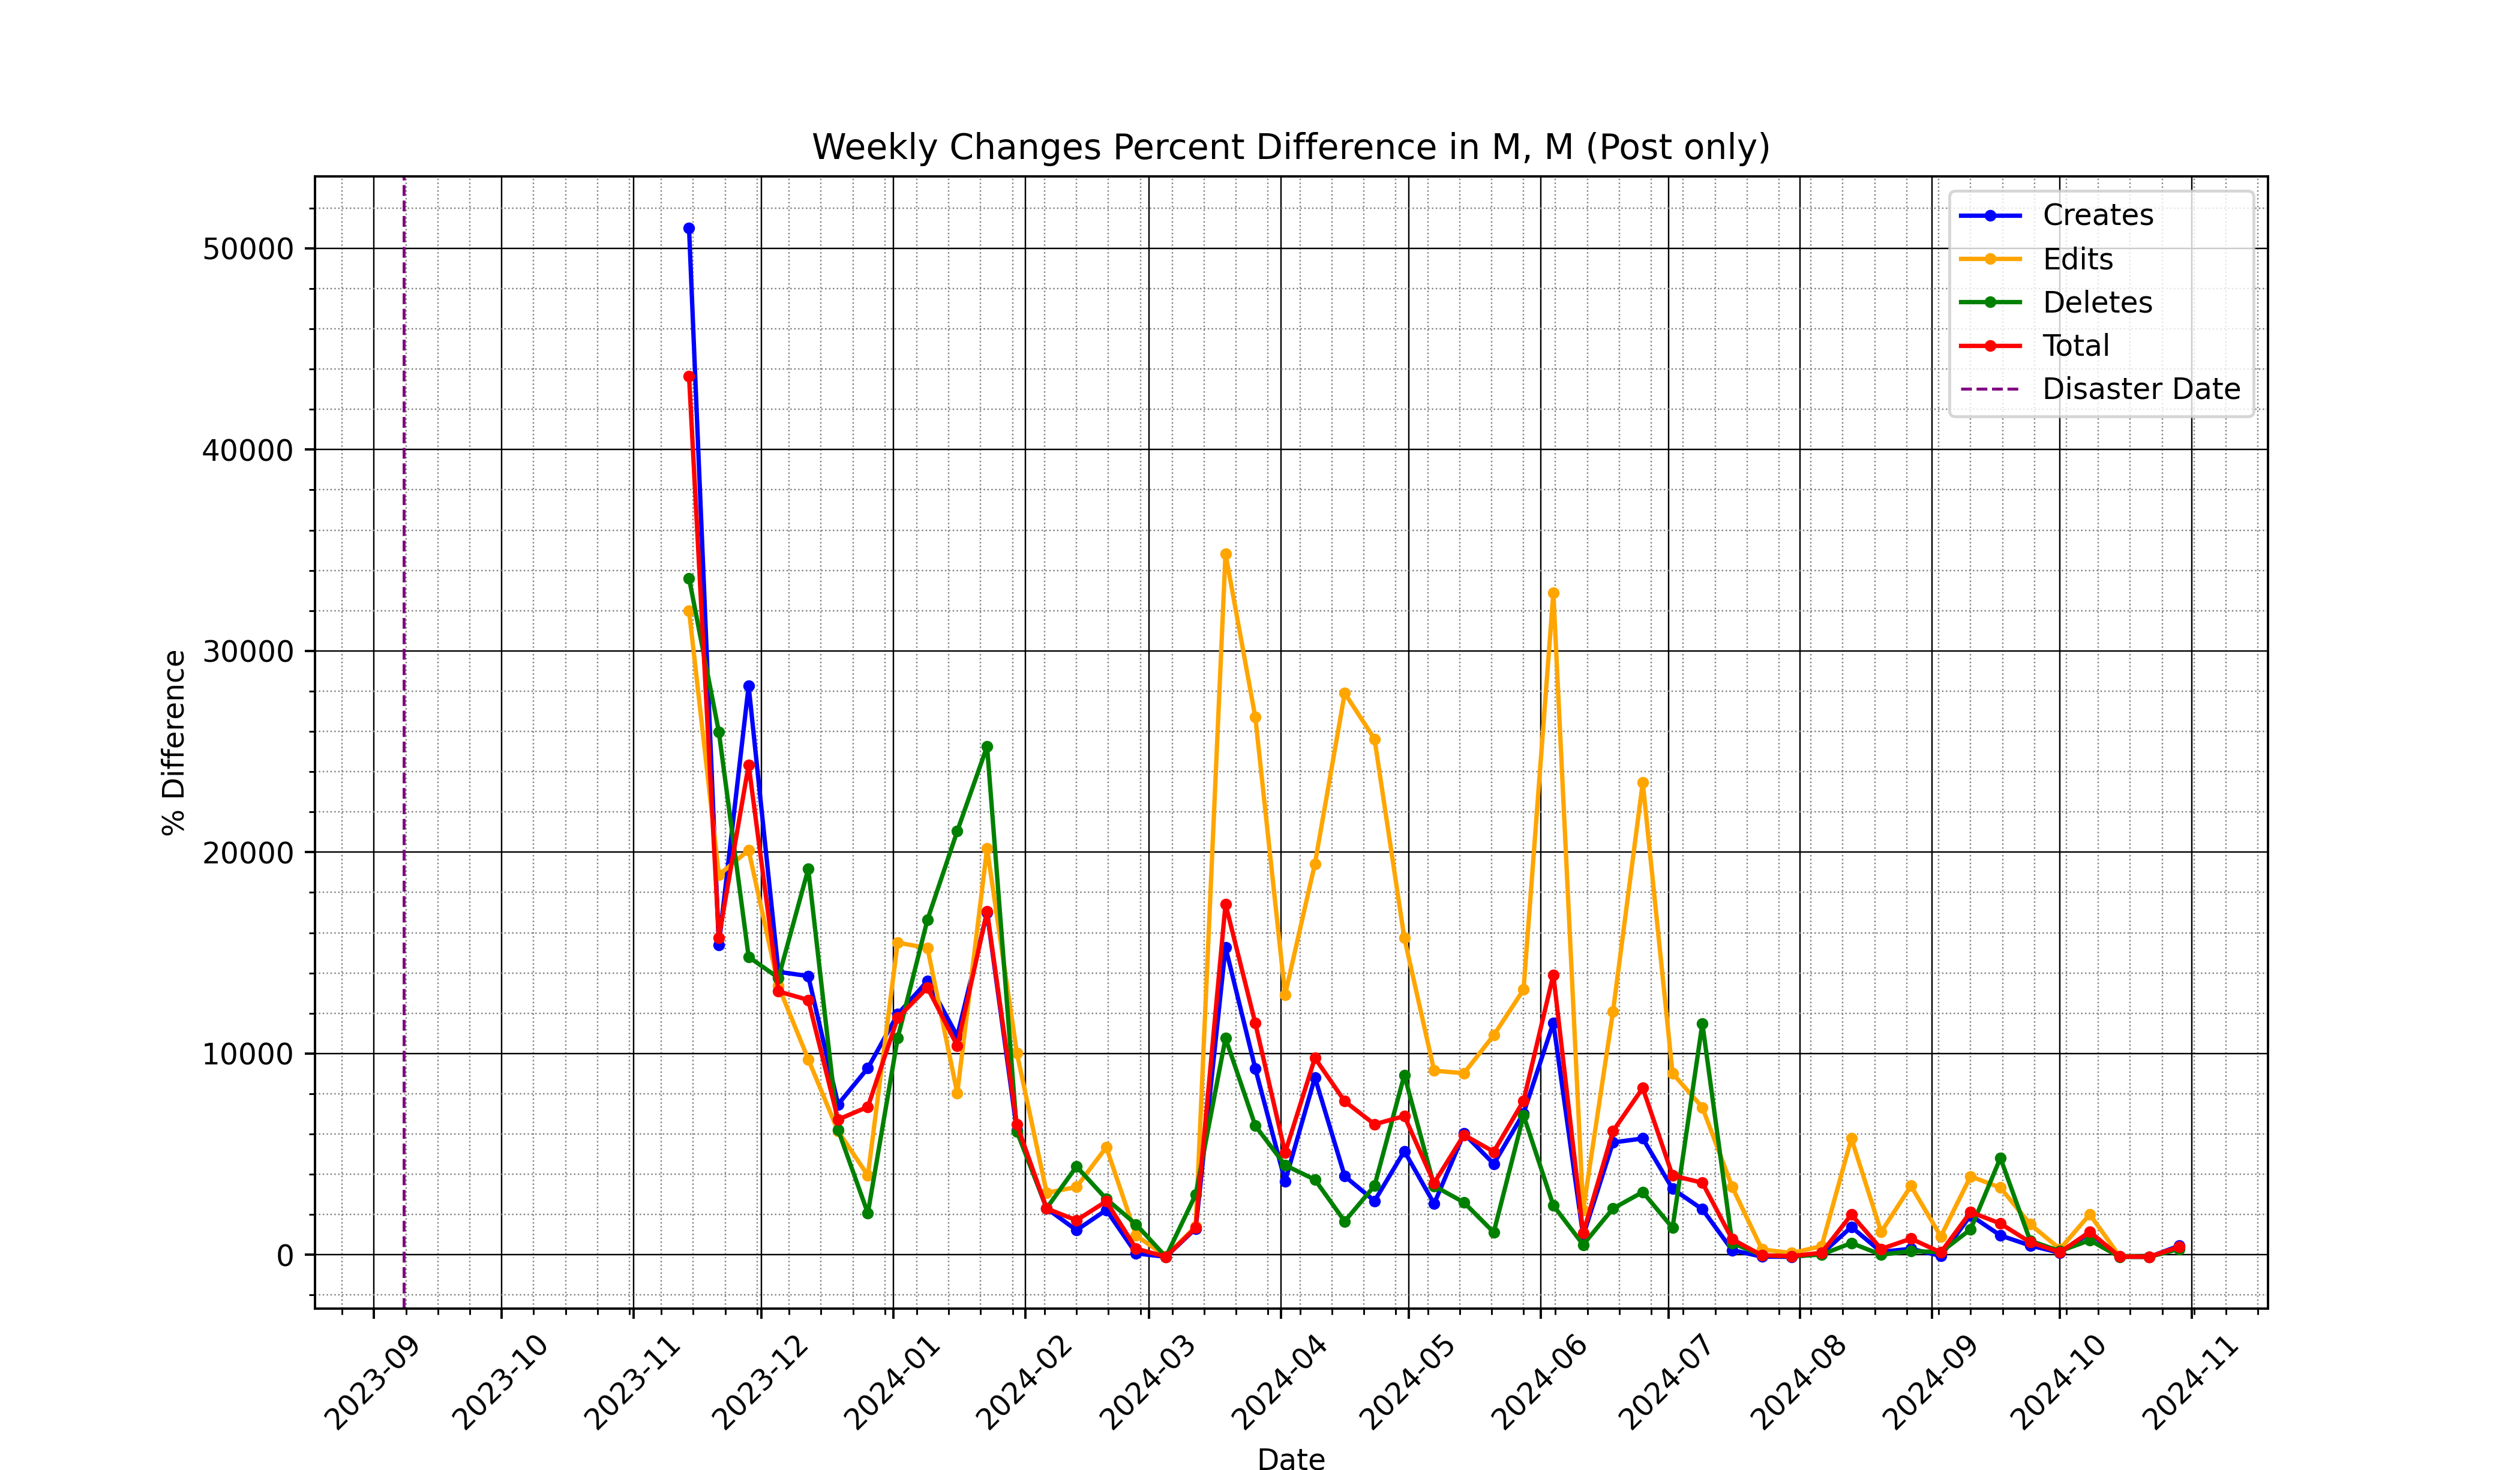 Weekly Changes Percent Difference in M, M (Post only)
Creates
Edits
Deletes
Total
Disaster Date
% Difference
50000
40000
30000
20000
10000
0
2023-09
2023-10
2023-11
2023-12
2024-01
2024-02
2024-03
2024-04
2024-05
2024-06
2024-07
2024-08
2024-09
2024-10
2024-11
Date